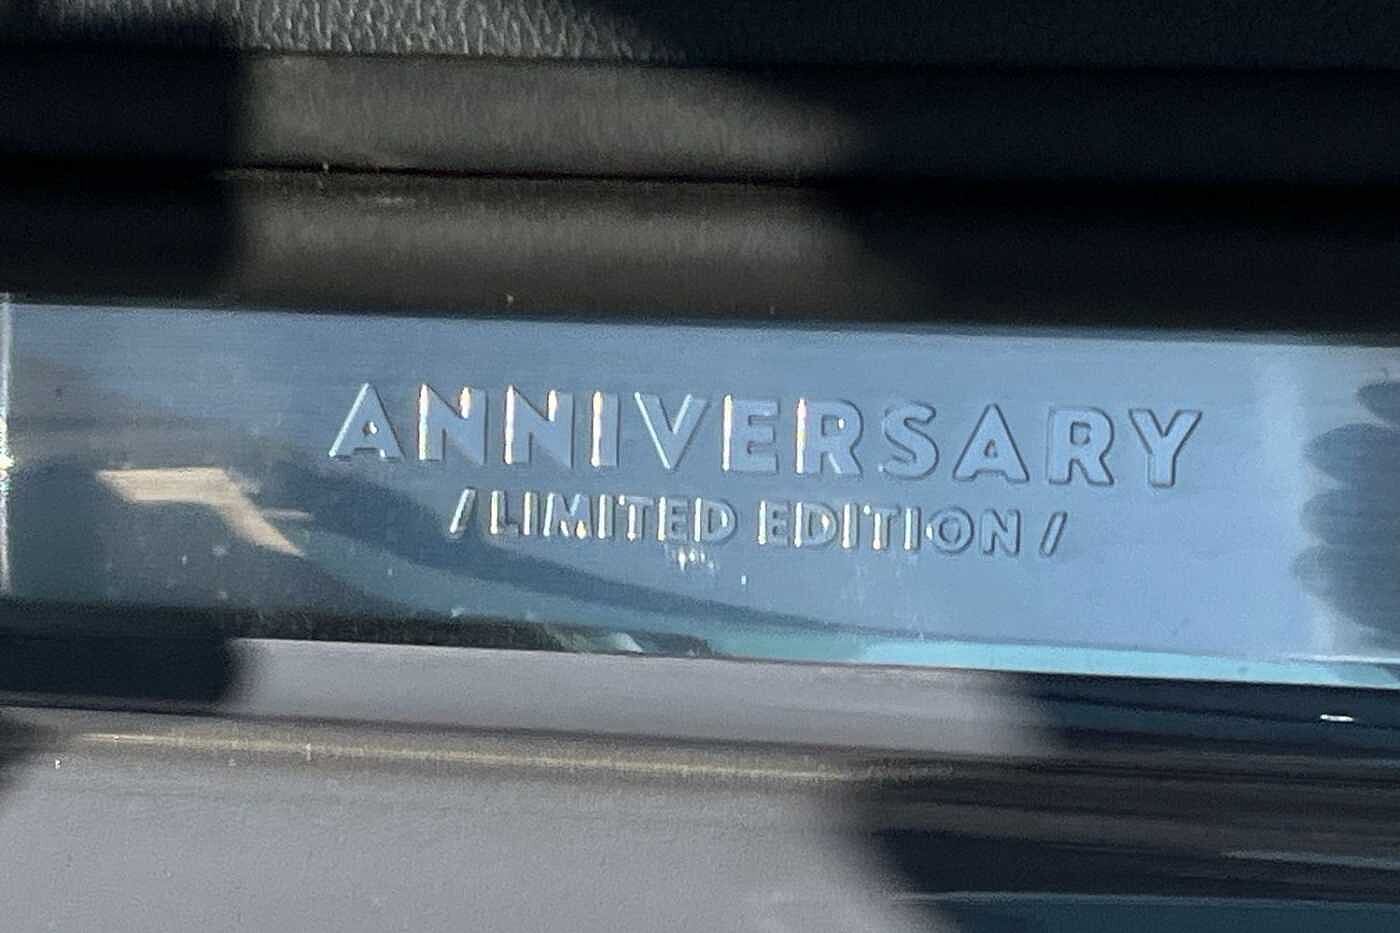 ANNIVERSARY
/ LIMITED EDITION /